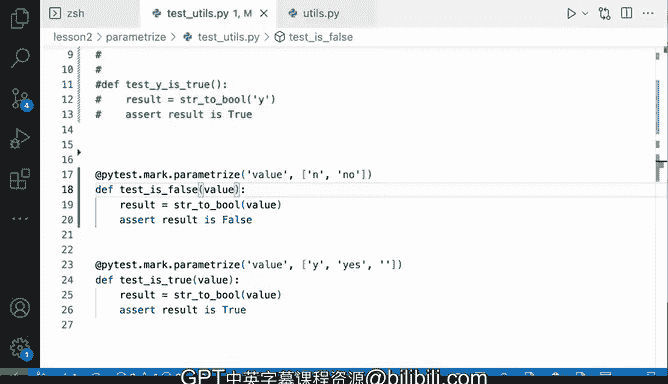 zsh
test_utils.py 1, M
utils.py
lesson2 > parametrize > test_utils.py > test_is_false
9 #
10 #
11 #def test_y_is_true():
12 #    result = str_to_bool('y')
13 #    assert result is True
14
15
16
17 @pytest.mark.parametrize('value', ['n', 'no'])
18 def test_is_false(value):
19     result = str_to_bool(value)
20     assert result is False
21
22
23 @pytest.mark.parametrize('value', ['y', 'yes', ''])
24 def test_is_true(value):
25     result = str_to_bool(value)
26     assert result is True
27
4
1
GPT中英字幕课程资源@bilibili.com